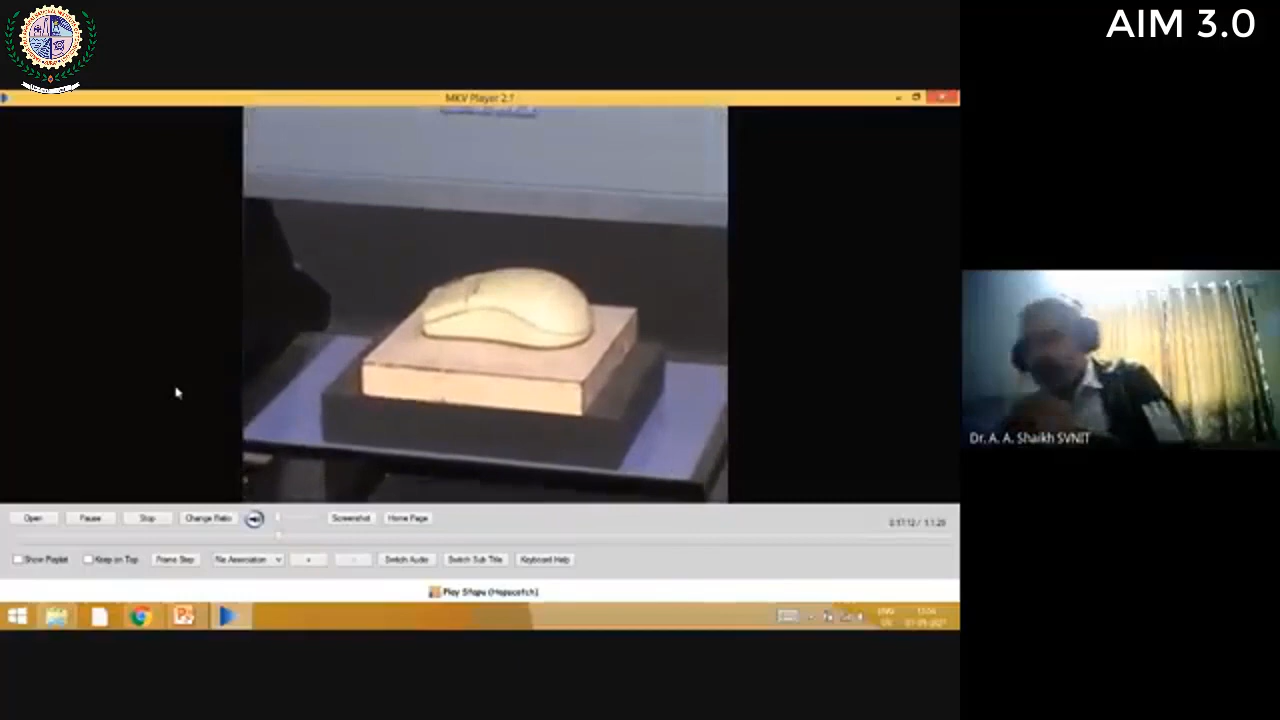 AIM 3.0
MKV Player 2.1
Dr. A. A. Shaikh SVNIT
Open
Pause
Stop
Change Ratio
Screenshot
Home Page
Show Playlist
Keep on Top
Frame Step
File Association
+
-
Switch Audio
Switch Sub Title
Keyboard Help